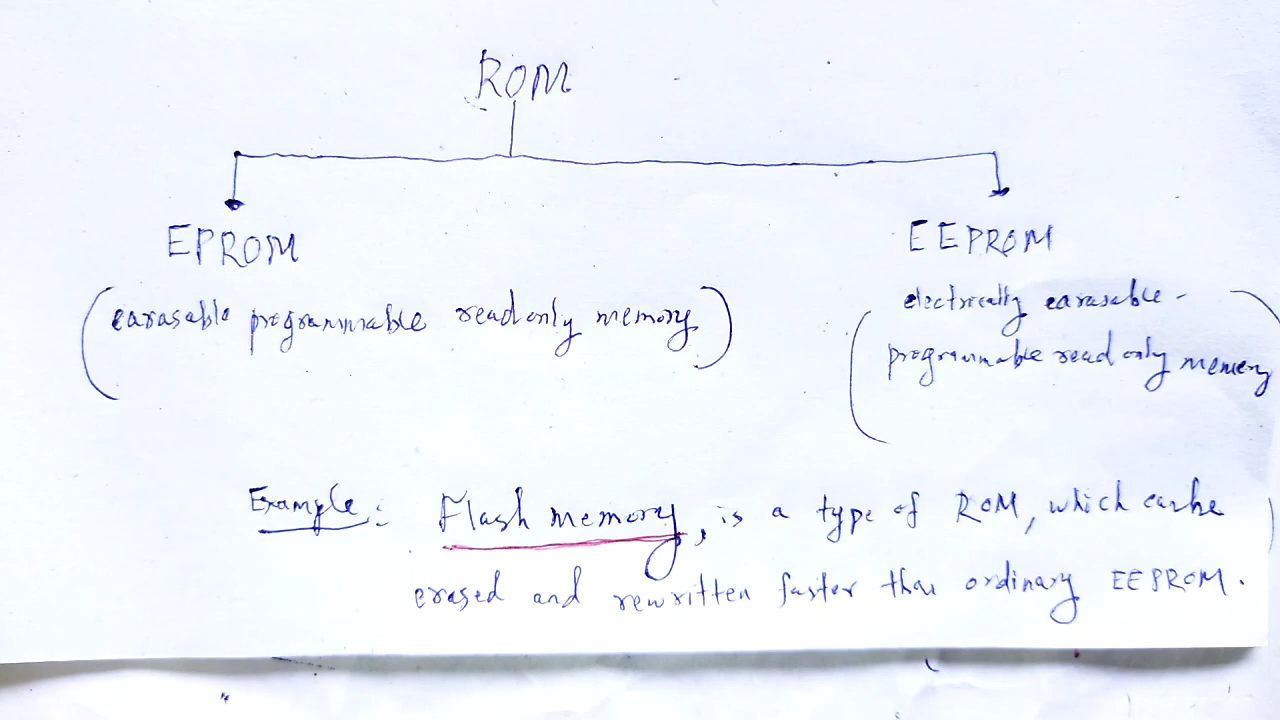 ROM
EPROM
EEPROM
(earasable programmable read only memory)
(electrically earasable -
programmable read only memory
Example:
Flash memory, is a type of ROM, which can be
erased and rewritten faster than ordinary EEPROM.